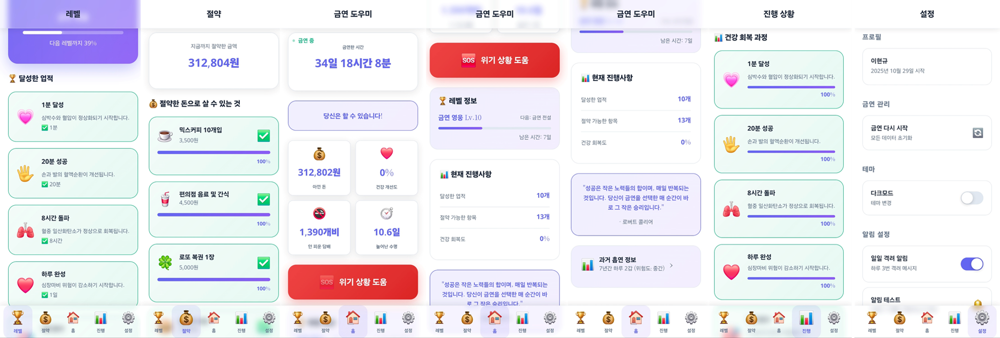 레벨
다음 레벨까지 39%
🏆 달성한 업적
1분 달성
심박수와 혈압이 정상화되기 시작합니다.
✅ 1분
20분 성공
손과 발의 혈액순환이 개선됩니다.
✅ 20분
8시간 돌파
혈중 일산화탄소가 정상으로 회복됩니다.
✅ 8시간
하루 완성
심장마비 위험이 감소하기 시작합니다.
✅ 1일
레벨
절약
홈
진행
설정
절약
지금까지 절약한 금액
312,804원
💰 절약한 돈으로 살 수 있는 것
믹스커피 10개입
3,500원
100%
편의점 음료 및 간식
4,500원
100%
로또 복권 1장
5,000원
100%
레벨
절약
홈
진행
설정
금연 도우미
금연 중
금연한 시간
34일 18시간 8분
당신은 할 수 있습니다!
312,802원
아낀 돈
0%
건강 개선도
1,390개비
안 피운 담배
10.6일
늘어난 수명
SOS 위기 상황 도움
레벨
절약
홈
진행
설정
금연 도우미
SOS 위기 상황 도움
🏆 레벨 정보
금연 영웅 Lv.10
다음: 금연 전설
남은 시간: 7일
📊 현재 진행사항
달성한 업적
10개
절약 가능한 항목
13개
건강 회복도
0%
"성공은 작은 노력들의 합이며, 매일 반복되는
것입니다. 당신이 금연을 선택한 매 순간이 바
로 그 작은 승리입니다."
레벨
절약
홈
진행
설정
금연 도우미
남은 시간: 7일
📊 현재 진행사항
달성한 업적
10개
절약 가능한 항목
13개
건강 회복도
0%
"성공은 작은 노력들의 합이며, 매일 반복되는
것입니다. 당신이 금연을 선택한 매 순간이 바
로 그 작은 승리입니다."
- 로버트 콜리어
과거 흡연 정보
7년간 하루 2갑 (위험도: 중간)
레벨
절약
홈
진행
설정
진행 상황
📊 건강 회복 과정
1분 달성
심박수와 혈압이 정상화되기 시작합니다.
100%
20분 성공
손과 발의 혈액순환이 개선됩니다.
100%
8시간 돌파
혈중 일산화탄소가 정상으로 회복됩니다.
100%
하루 완성
심장마비 위험이 감소하기 시작합니다.
100%
레벨
절약
홈
진행
설정
설정
프로필
이현규
2025년 10월 29일 시작
금연 관리
금연 다시 시작
모든 데이터 초기화
테마
다크모드
테마 변경
알림 설정
일일 격려 알림
하루 3번 격려 메시지
알림 테스트
레벨
절약
홈
진행
설정